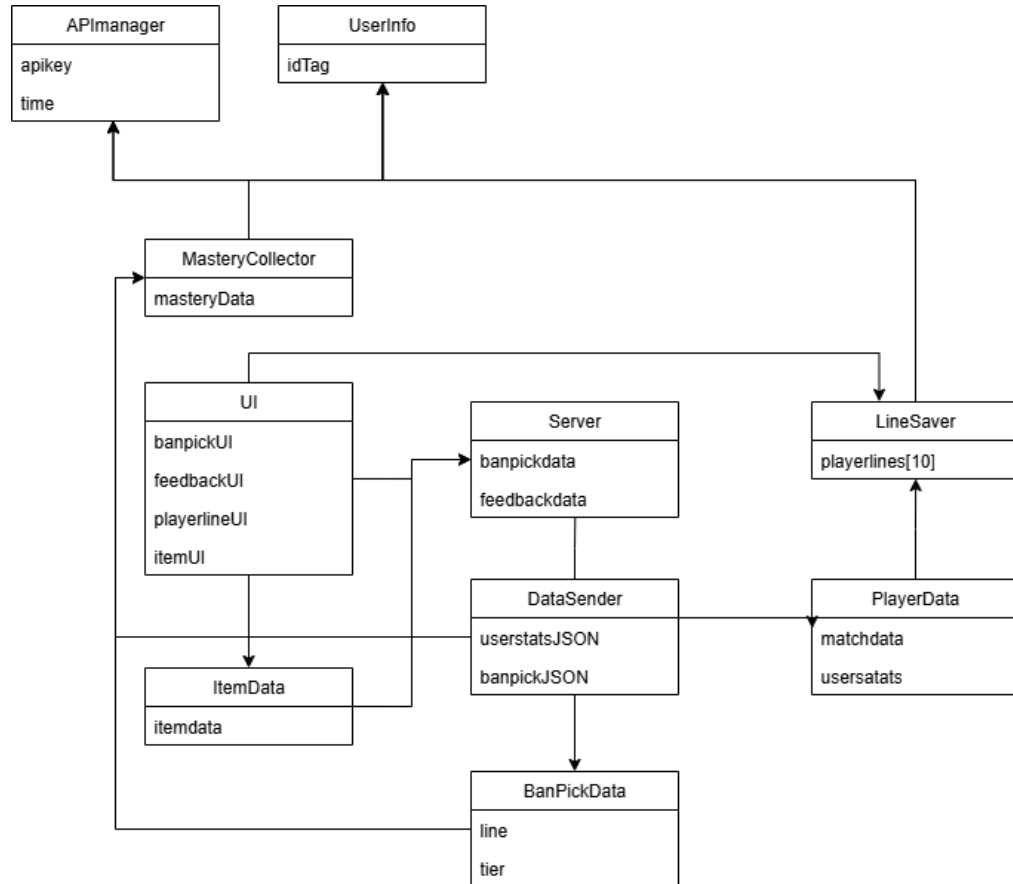 APImanager
apikey
time
UserInfo
idTag
MasteryCollector
masteryData
UI
banpickUI
feedbackUI
playerlineUI
itemUI
Server
banpickdata
feedbackdata
LineSaver
playerlines[10]
DataSender
userstatsJSON
banpickJSON
PlayerData
matchdata
usersatats
ItemData
itemdata
BanPickData
line
tier